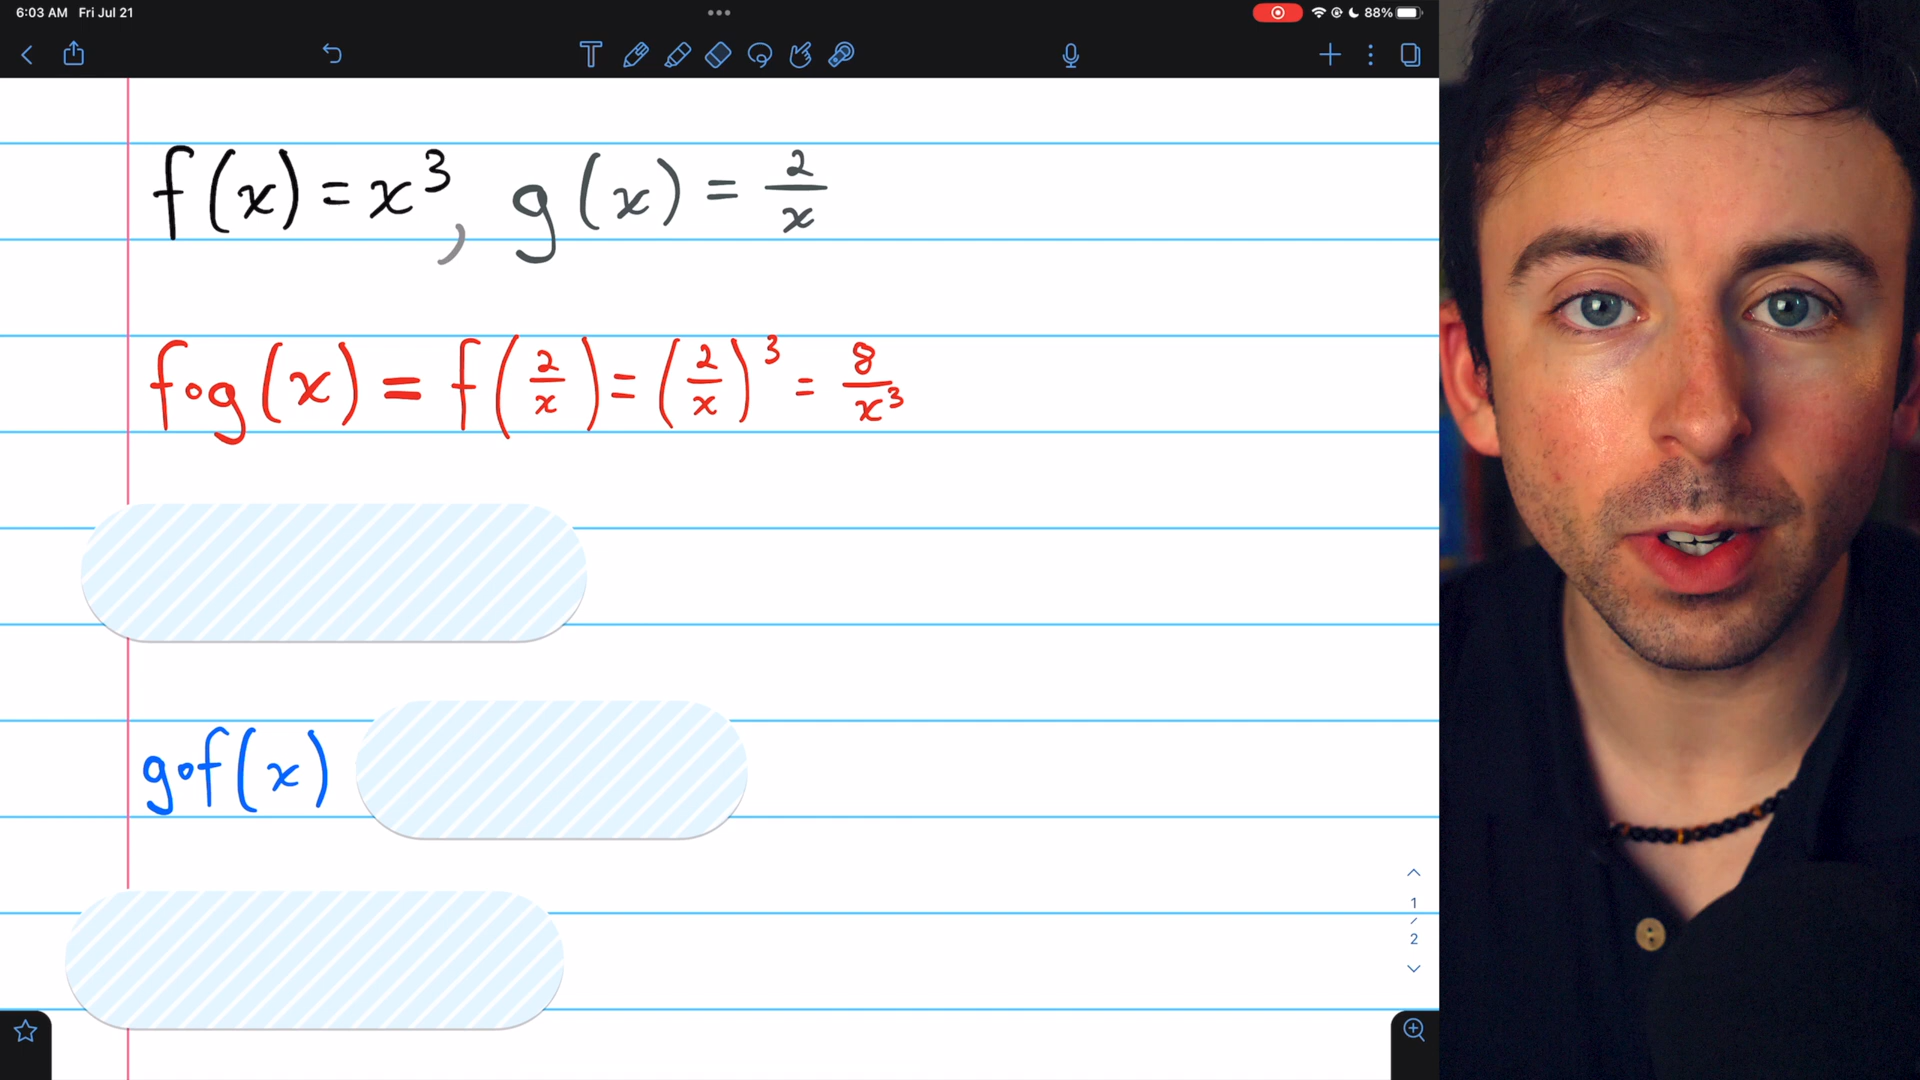 6:03 AM Fri Jul 21
88%
f(x) = x³, g(x) = 2/x
f∘g(x) = f(2/x) = (2/x)³ = 8/x³
g∘f(x)
1
/
2